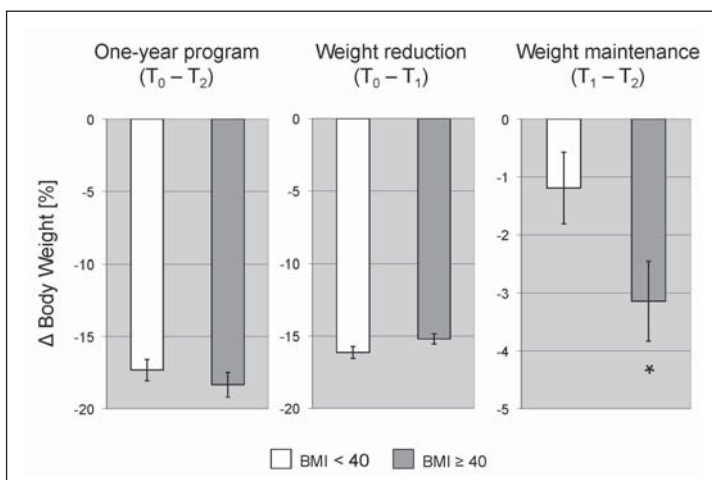 One-year program
(T₀ – T₂)
Weight reduction
(T₀ – T₁)
Weight maintenance
(T₁ – T₂)
Δ Body Weight [%]
0
-5
-10
-15
-20
0
-5
-10
-15
-20
0
-1
-2
-3
-4
-5
*
BMI < 40
BMI ≥ 40